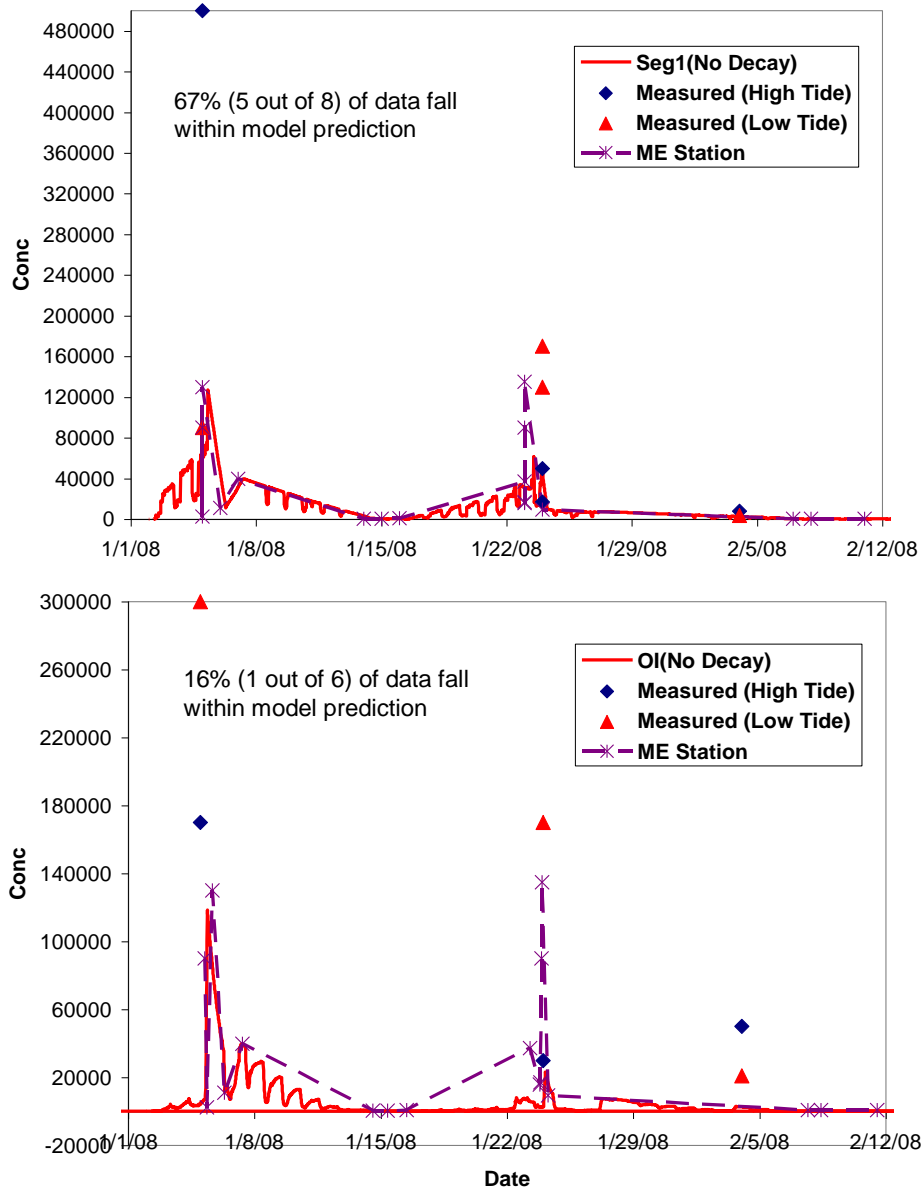 480000
440000
400000
360000
320000
280000
240000
200000
160000
120000
80000
40000
0
Conc
67% (5 out of 8) of data fall
within model prediction
Seg1(No Decay)
Measured (High Tide)
Measured (Low Tide)
ME Station
1/1/08 1/8/08 1/15/08 1/22/08 1/29/08 2/5/08 2/12/08
300000
260000
220000
180000
140000
100000
60000
20000
-20000
Conc
16% (1 out of 6) of data fall
within model prediction
OI(No Decay)
Measured (High Tide)
Measured (Low Tide)
ME Station
1/1/08 1/8/08 1/15/08 1/22/08 1/29/08 2/5/08 2/12/08
Date